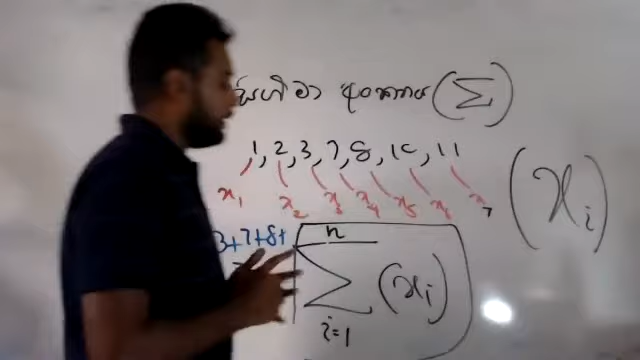 සිග්මා අංකනය (Σ)
1, 2, 3, 7, 8, 10, 11
x₁ x₂ x₃ x₄ x₅ x₆ x₇
(xᵢ)
3+7+8+
n
Σ (xᵢ)
i=1